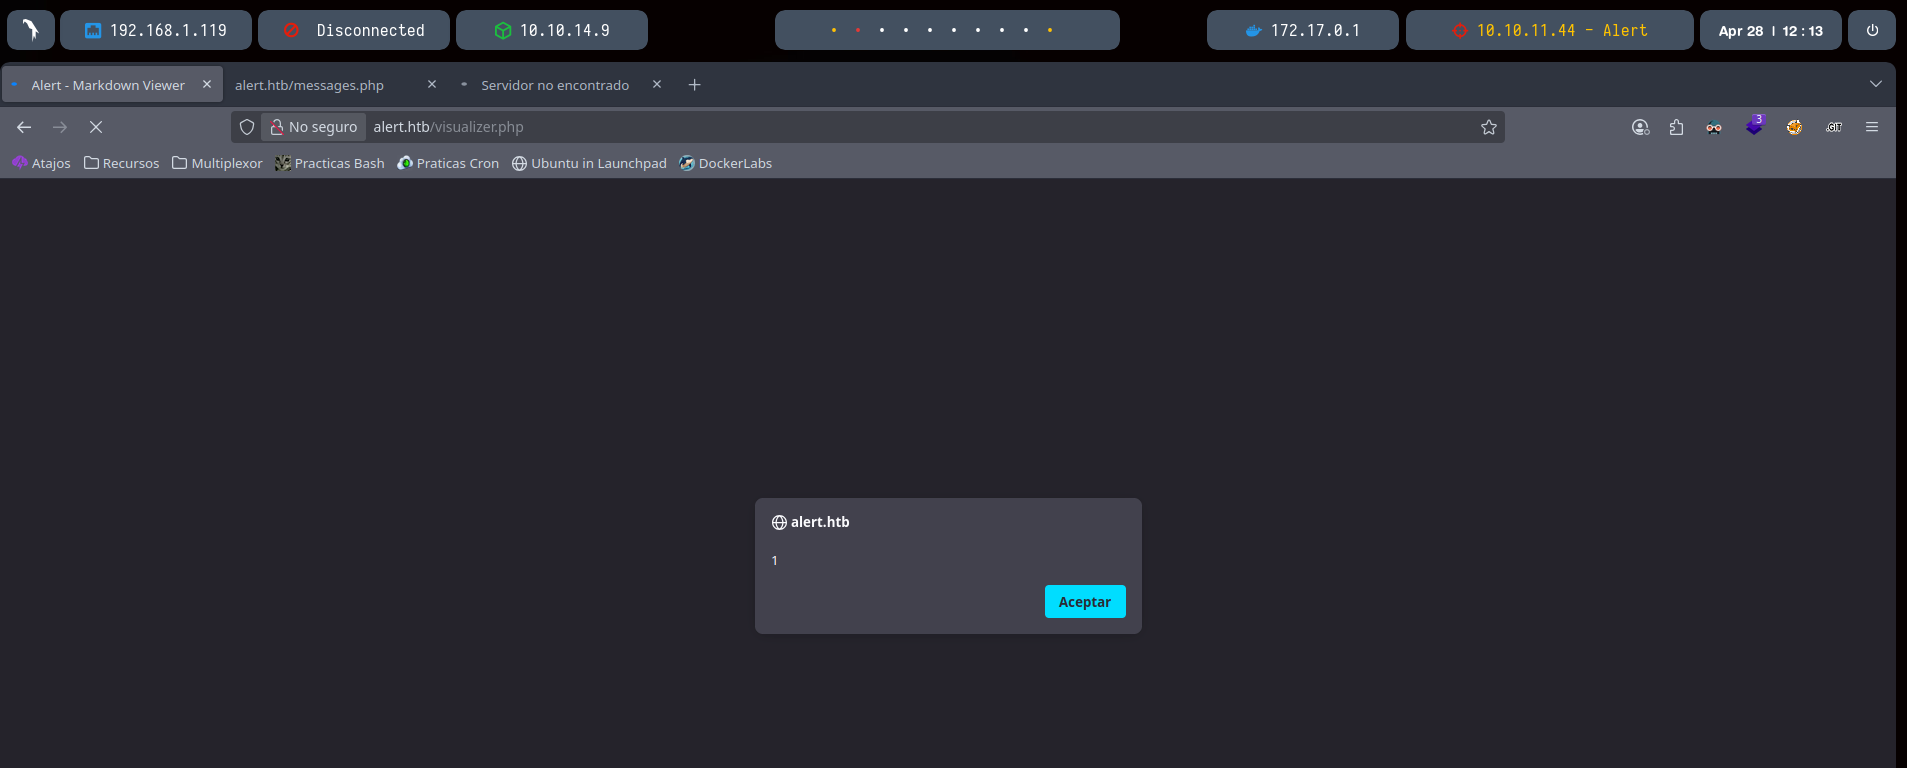 192.168.1.119 Disconnected 10.10.14.9 172.17.0.1 10.10.11.44 - Alert Apr 28 | 12:13
Alert - Markdown Viewer alert.htb/messages.php Servidor no encontrado
No seguro alert.htb/visualizer.php 3 .GIT
Atajos Recursos Multiplexor Practicas Bash Praticas Cron Ubuntu in Launchpad DockerLabs
alert.htb
1
Aceptar